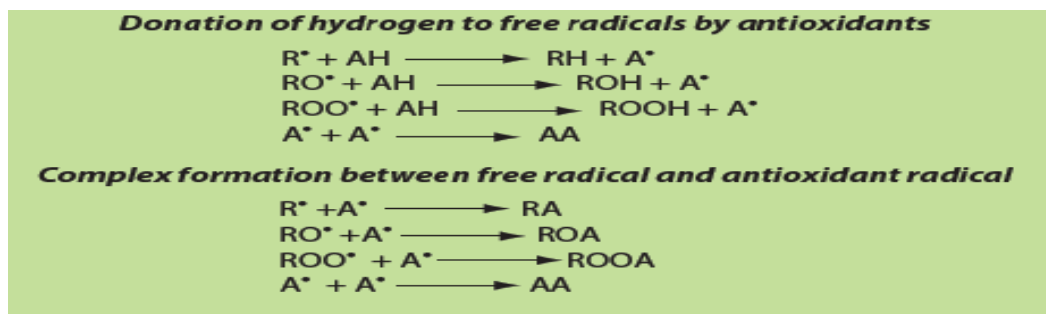 Donation of hydrogen to free radicals by antioxidants
R• + AH ⟶ RH + A•
RO• + AH ⟶ ROH + A•
ROO• + AH ⟶ ROOH + A•
A• + A• ⟶ AA
Complex formation between free radical and antioxidant radical
R• +A• ⟶ RA
RO• +A• ⟶ ROA
ROO• + A• ⟶ ROOA
A• + A• ⟶ AA